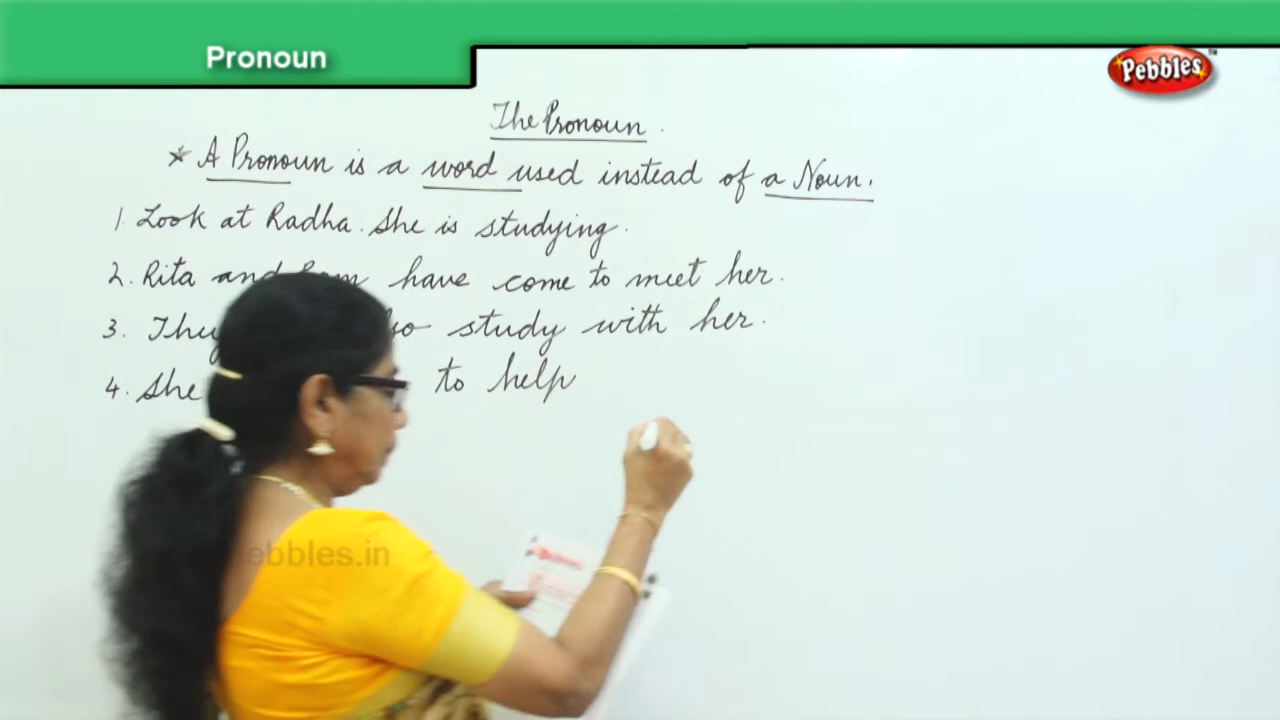 Pronoun
Pebbles
The Pronoun.
* A Pronoun is a word used instead of a Noun.
1. Look at Radha. She is studying.
2. Rita and have come to meet her.
3. They study with her.
4. She to help
ebbles.in